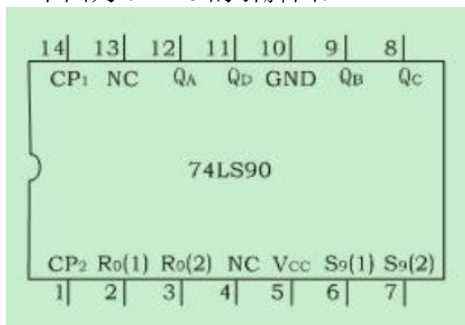 14 13 12 11 10 9 8
CP1 NC QA QD GND QB QC
74LS90
CP2 R0(1) R0(2) NC VCC S9(1) S9(2)
1 2 3 4 5 6 7